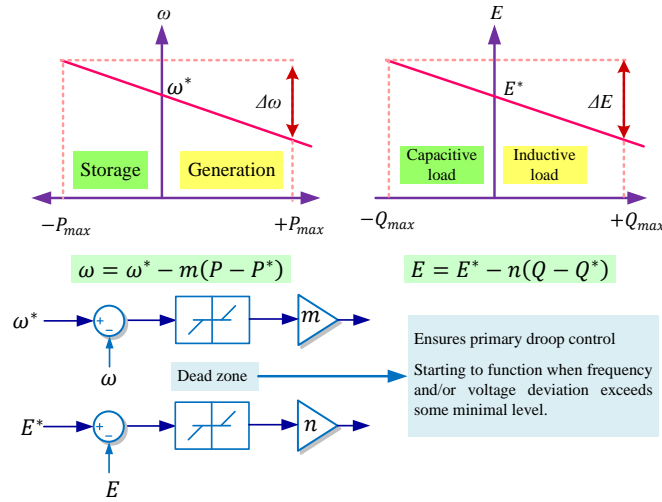 ω
E
ω*
Δω
E*
ΔE
Storage
Generation
Capacitive
load
Inductive
load
−Pmax
+Pmax
−Qmax
+Qmax
ω = ω* − m(P − P*)
E = E* − n(Q − Q*)
ω*
+
−
m
ω
Dead zone
Ensures primary droop control
Starting to function when frequency
and/or voltage deviation exceeds
some minimal level.
E*
+
−
n
E